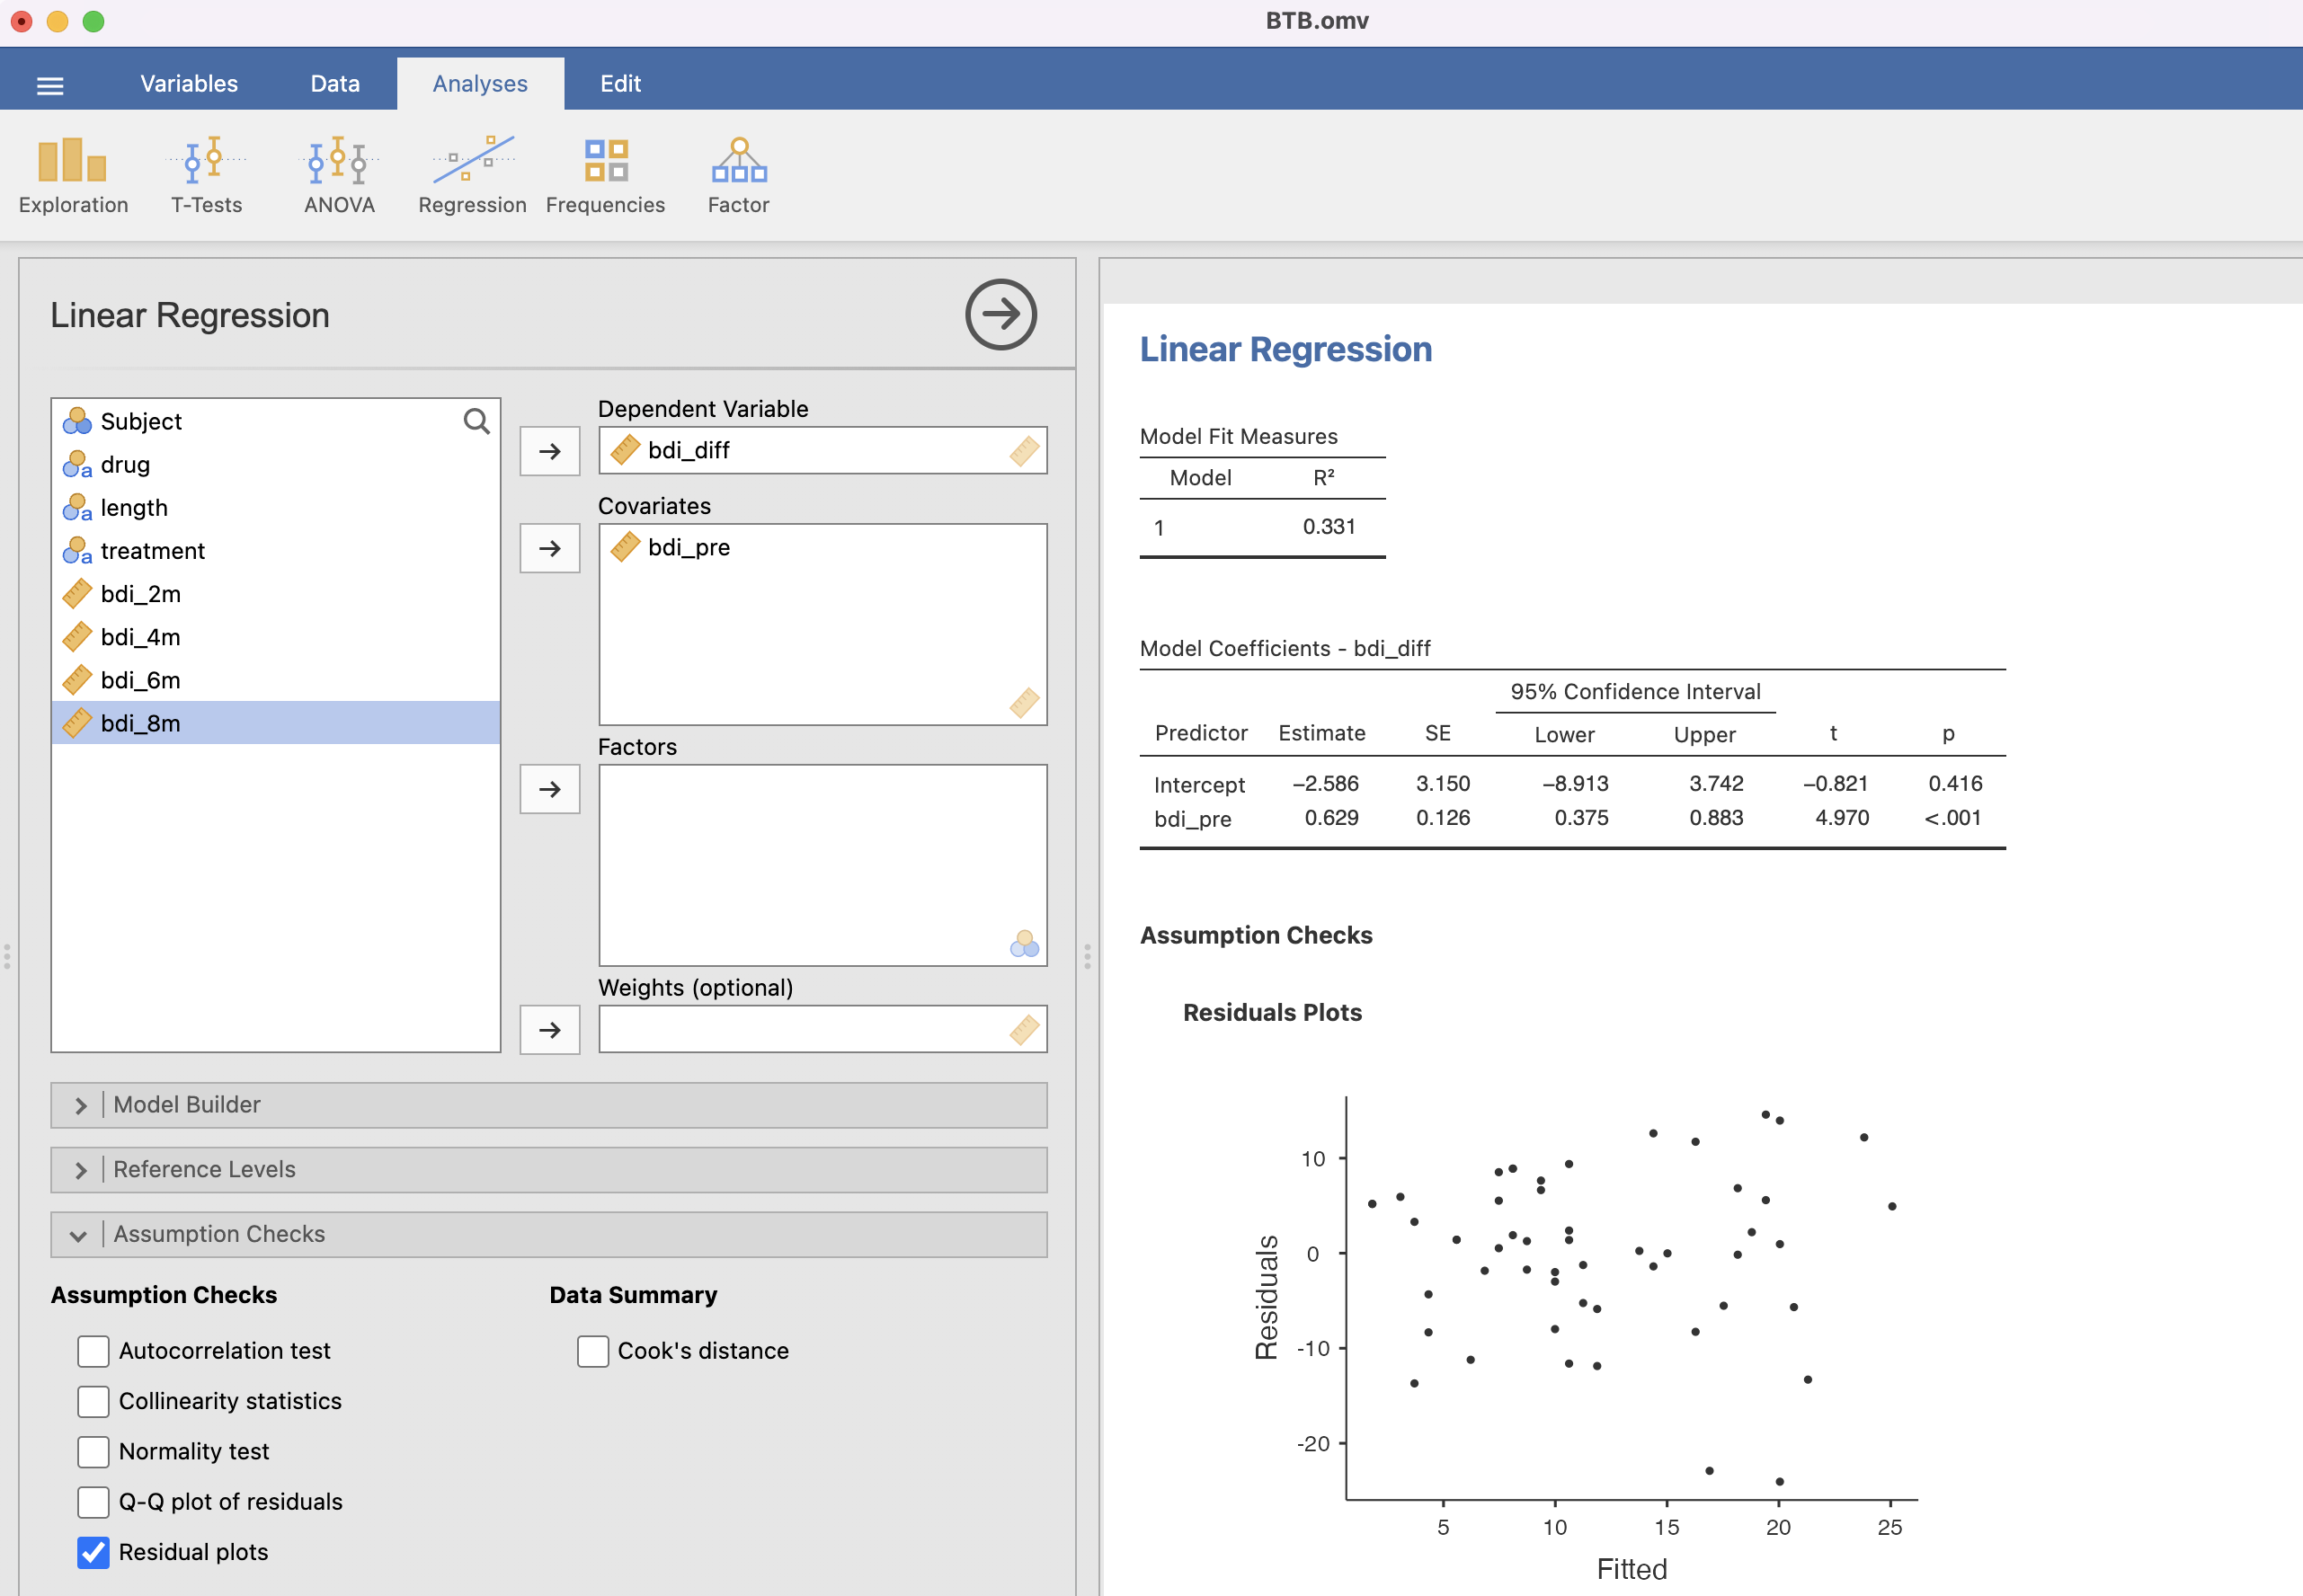 BTB.omv
Variables Data Analyses Edit
Exploration T-Tests ANOVA Regression Frequencies Factor
Linear Regression
Subject
drug
length
treatment
bdi_2m
bdi_4m
bdi_6m
bdi_8m
Dependent Variable
bdi_diff
Covariates
bdi_pre
Factors
Weights (optional)
Model Builder
Reference Levels
Assumption Checks
Assumption Checks
Autocorrelation test
Collinearity statistics
Normality test
Q-Q plot of residuals
Residual plots
Data Summary
Cook's distance
Linear Regression
Model Fit Measures
Model R²
1 0.331
Model Coefficients - bdi_diff
95% Confidence Interval
Predictor Estimate SE Lower Upper t p
Intercept −2.586 3.150 −8.913 3.742 −0.821 0.416
bdi_pre 0.629 0.126 0.375 0.883 4.970 <.001
Assumption Checks
Residuals Plots
Residuals
10
0
-10
-20
5 10 15 20 25
Fitted